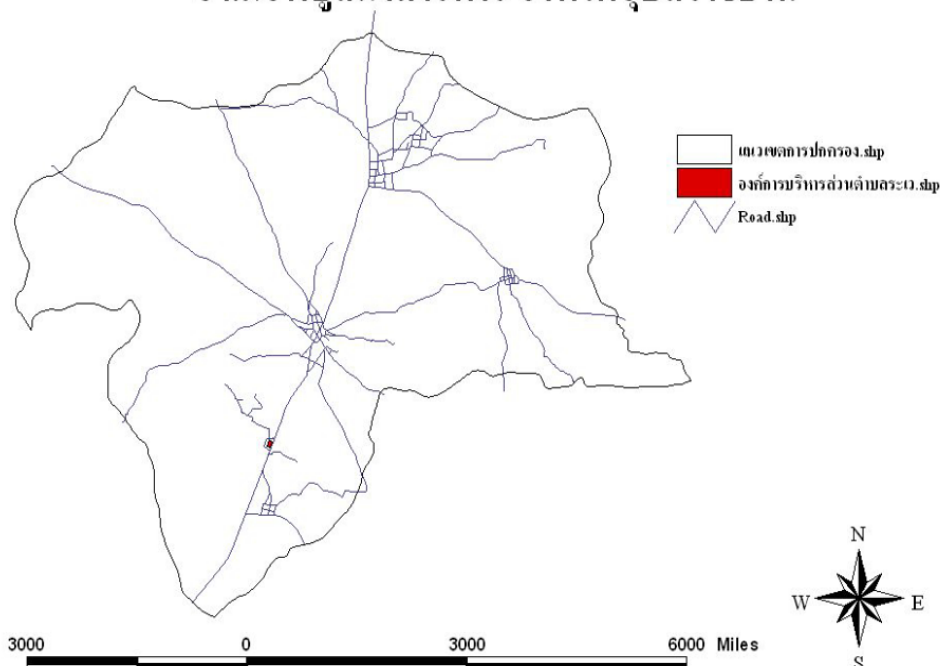 แนวเขตการปกครอง.shp
องค์การบริหารส่วนตำบลระเว.shp
Road.shp
N
W E
S
3000 0 3000 6000 Miles